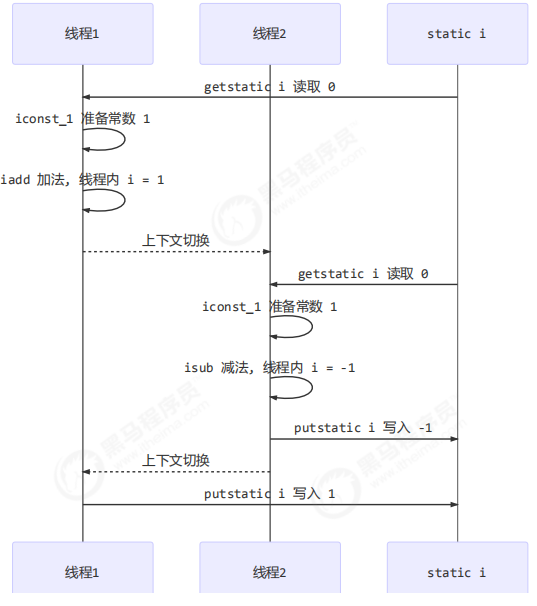 线程1 线程2 static i
getstatic i 读取 0
iconst_1 准备常数 1
iadd 加法, 线程内 i = 1
上下文切换
getstatic i 读取 0
iconst_1 准备常数 1
isub 减法, 线程内 i = -1
putstatic i 写入 -1
上下文切换
putstatic i 写入 1
线程1 线程2 static i
黑马程序员
www.itheima.com
黑马程序员
www.itheima.com
黑马程序员
www.itheima.com